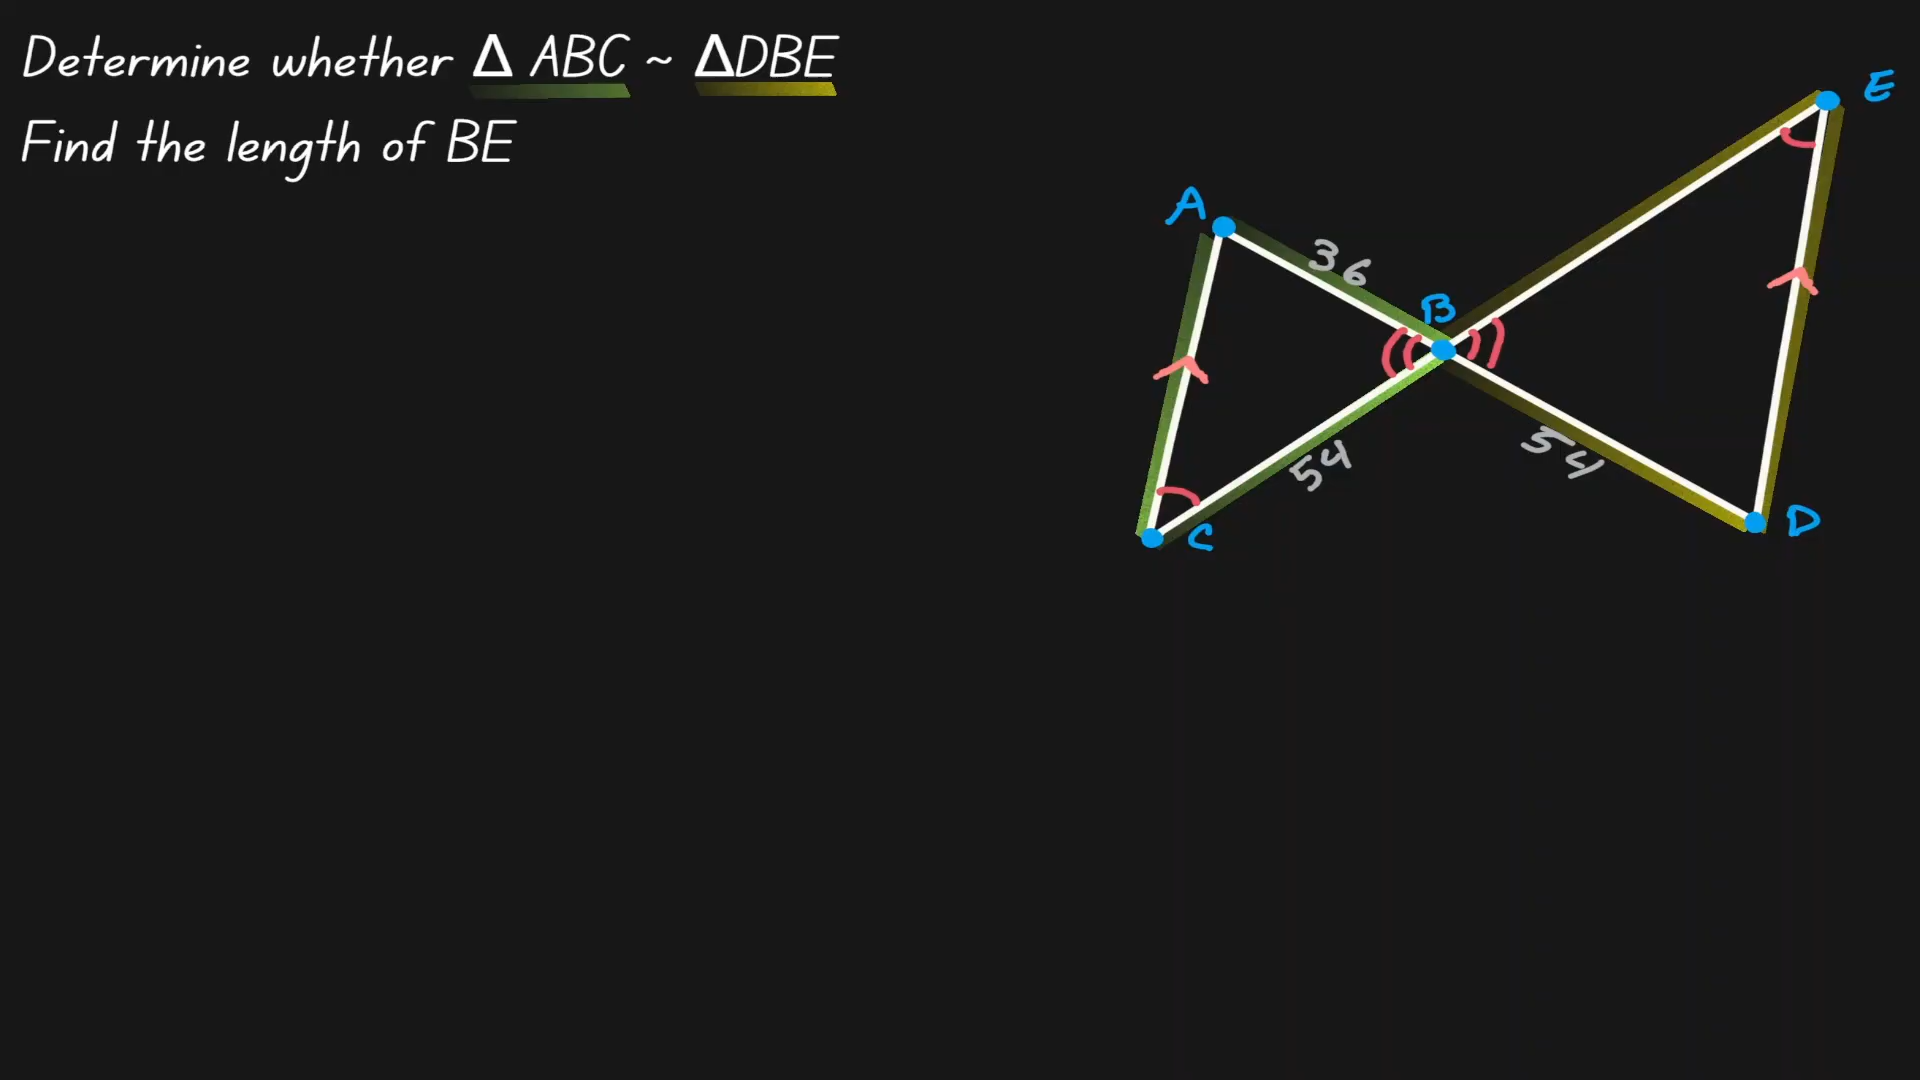 Determine whether Δ ABC ~ ΔDBE
Find the length of BE
E
A
36
B
54
54
C
D